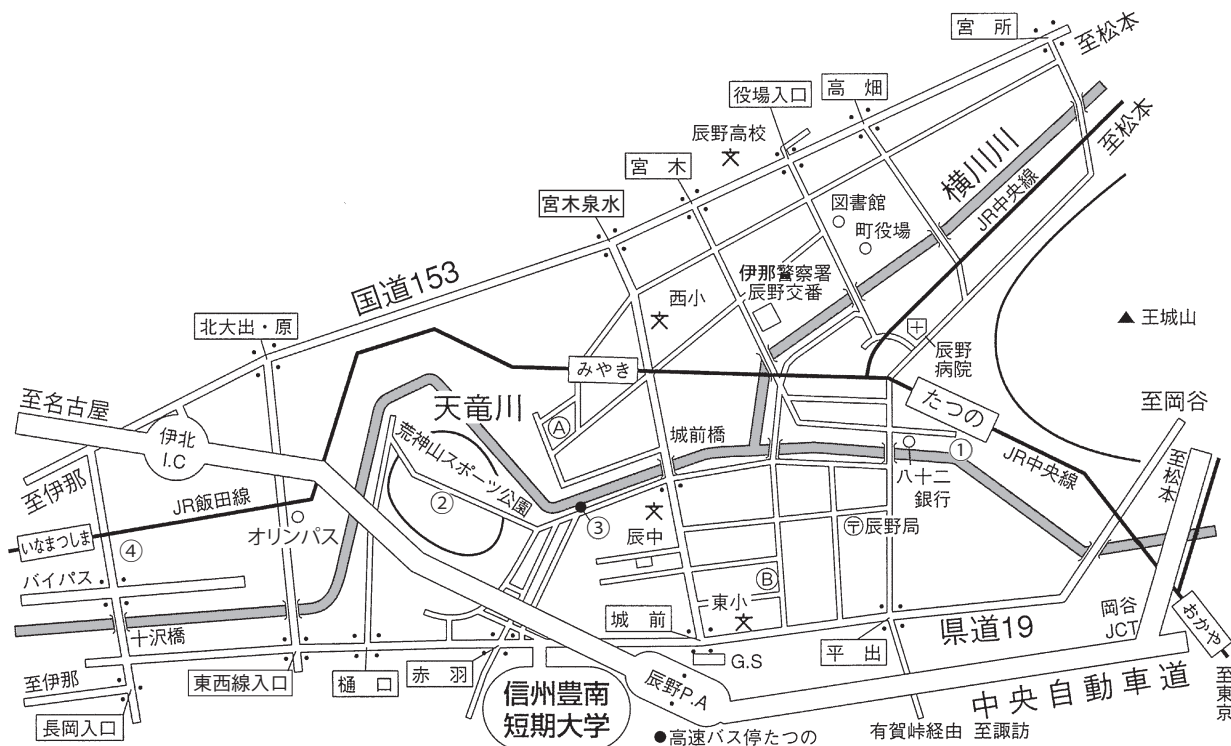 宮 所
至松本
高 畑
役場入口
辰野高校
宮 木
宮木泉水
横川川
JR中央線
至松本
図書館
町役場
国道153
伊那警察署
辰野交番
西小
北大出・原
王城山
辰野
病院
みやき
たつの
至岡谷
至名古屋
天竜川
Ⓐ
城前橋
①
伊北
I.C
荒神山スポーツ公園
JR中央線
至松本
八十二
銀行
至伊那
JR飯田線
②
③
〒辰野局
オリンパス
辰中
いなまつしま
④
バイパス
Ⓑ
東小
十沢橋
城 前
県道19
岡谷
JCT
おかや
G.S
平 出
至伊那
東西線入口
樋 口
赤 羽
信州豊南
短期大学
辰野P.A
中央自動車道
至東京
長岡入口
●高速バス停たつの
有賀峠経由 至諏訪